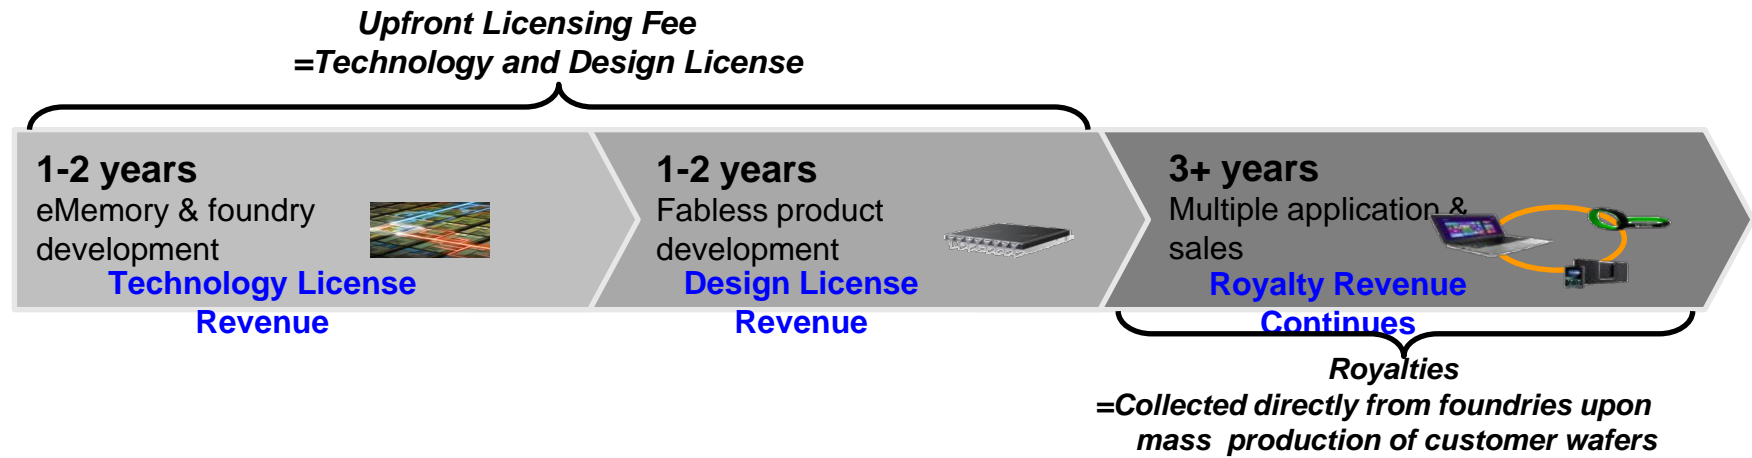 Upfront Licensing Fee
=Technology and Design License
1-2 years
eMemory & foundry
development
Technology License
Revenue
1-2 years
Fabless product
development
Design License
Revenue
3+ years
Multiple application &
sales
Royalty Revenue
Continues
Royalties
=Collected directly from foundries upon
mass production of customer wafers